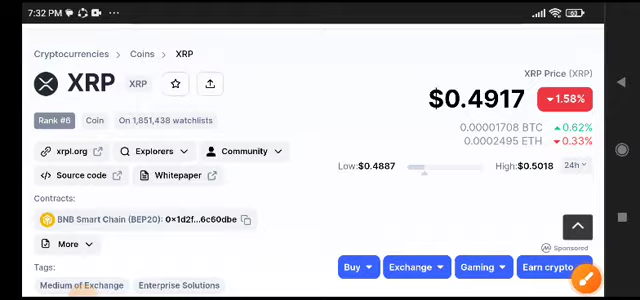 7:32 PM
63
Cryptocurrencies > Coins > XRP
XRP XRP
XRP Price (XRP)
$0.4917 1.58%
Rank #6 Coin On 1,851,438 watchlists
0.00001708 BTC 0.62%
0.0002495 ETH 0.33%
xrpl.org Explorers Community
Low:$0.4887 High:$0.5018 24h
Source code Whitepaper
Contracts:
BNB Smart Chain (BEP20): 0x1d2f...6c60dbe
More
Sponsored
Tags:
Buy Exchange Gaming Earn crypto
Medium of Exchange Enterprise Solutions